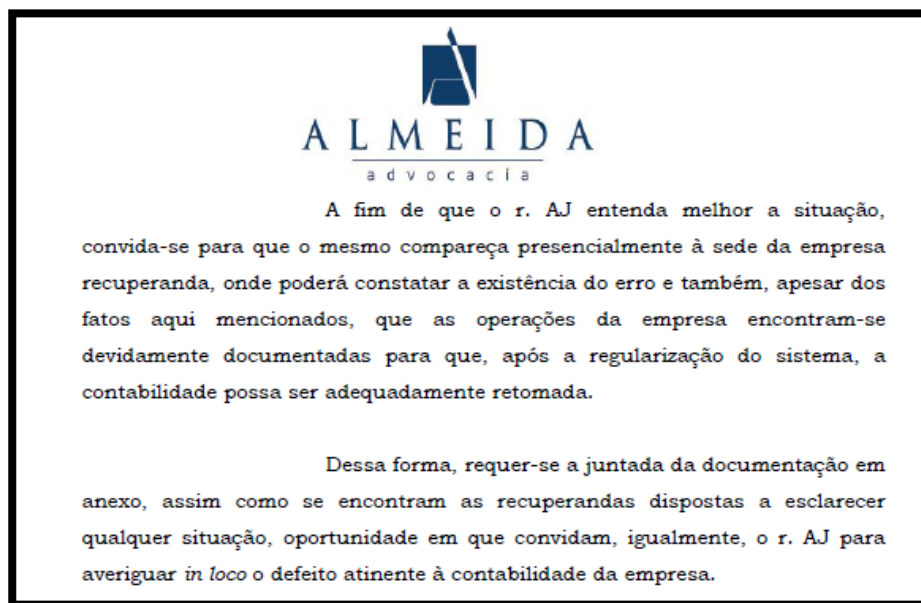 ALMEIDA
advocacia
A fim de que o r. AJ entenda melhor a situação,
convida-se para que o mesmo compareça presencialmente à sede da empresa
recuperanda, onde poderá constatar a existência do erro e também, apesar dos
fatos aqui mencionados, que as operações da empresa encontram-se
devidamente documentadas para que, após a regularização do sistema, a
contabilidade possa ser adequadamente retomada.
Dessa forma, requer-se a juntada da documentação em
anexo, assim como se encontram as recuperandas dispostas a esclarecer
qualquer situação, oportunidade em que convidam, igualmente, o r. AJ para
averiguar in loco o defeito atinente à contabilidade da empresa.